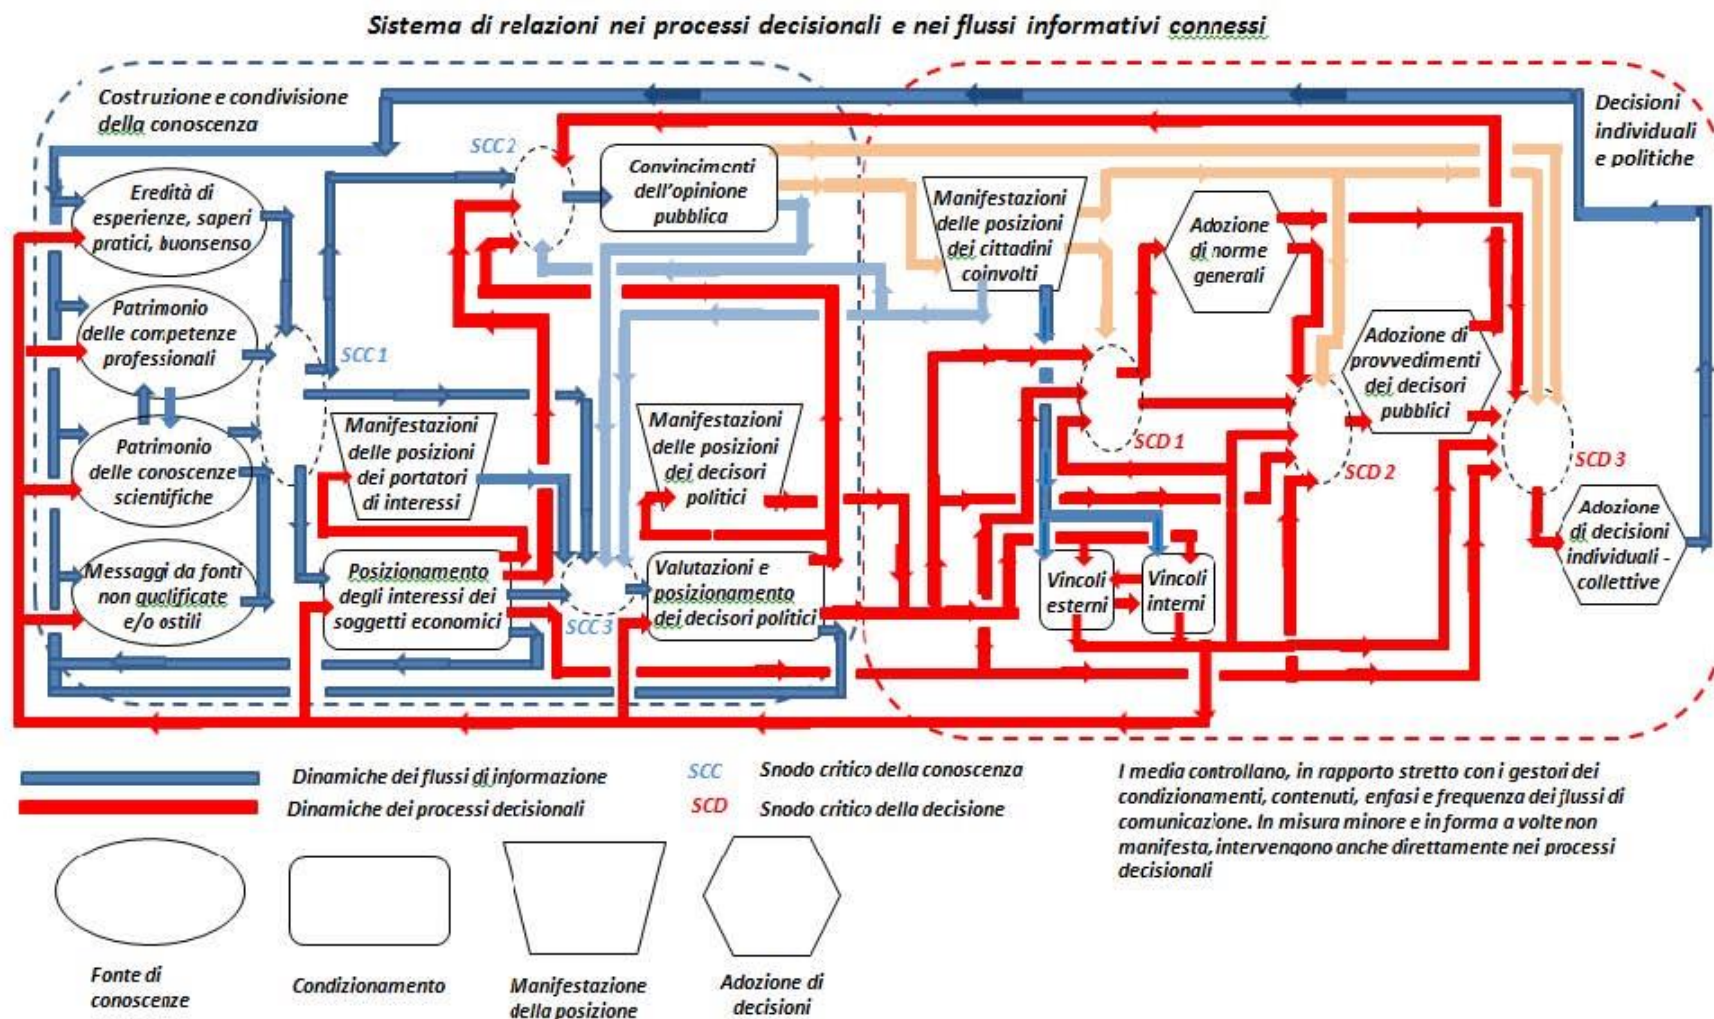 Sistema di relazioni nei processi decisionali e nei flussi informativi connessi
Costruzione e condivisione
della conoscenza
Decisioni
individuali
e politiche
SCC 2
Eredità di
esperienze, saperi
pratici, buonsenso
Convincimenti
dell'opinione
pubblica
Manifestazioni
delle posizioni
dei cittadini
coinvolti
Adozione
di norme
generali
Patrimonio
delle competenze
professionali
SCC 1
Adozione di
provvedimenti
dei decisori
pubblici
Patrimonio
delle conoscenze
scientifiche
Manifestazioni
delle posizioni
dei portatori
di interessi
Manifestazioni
delle posizioni
dei decisori
politici
SCD 1
SCD 2
SCD 3
Messaggi da fonti
non quclificate
e/o ostili
Posizionamento
degli interessi dei
soggetti economici
SCC 3
Valutazioni e
posizionamento
dei decisori politici
Vincoli
esterni
Vincoli
interni
Adozione
di decisioni
individuali -
collettive
Dinamiche dei flussi di informazione
Dinamiche dei processi decisionali
SCC
Snodo critico della conoscenza
SCD
Snodo critico della decisione
I media controllano, in rapporto stretto con i gestori dei
condizionamenti, contenuti, enfasi e frequenza dei flussi di
comunicazione. In misura minore e in forma a volte non
manifesta, intervengono anche direttamente nei processi
decisionali
Fonte di
conoscenze
Condizionamento
Manifestazione
della posizione
Adozione di
decisioni